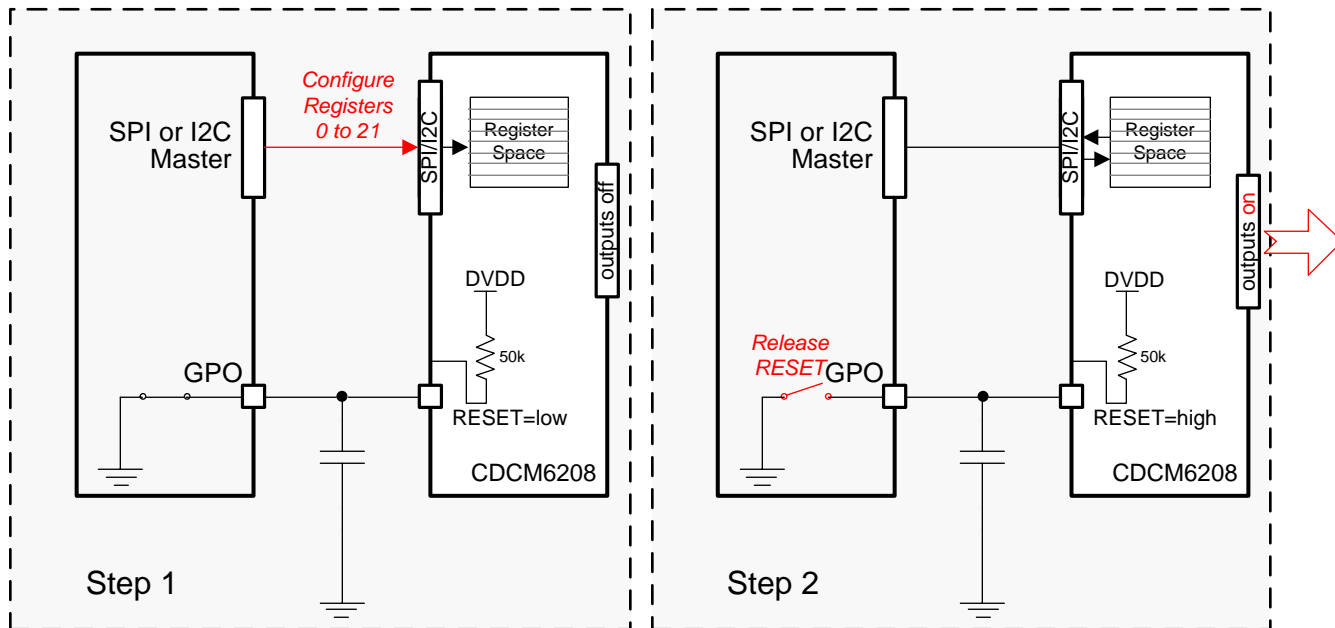 Configure
Registers
0 to 21
SPI or I2C
Master
SPI/I2C
Register
Space
outputs off
DVDD
50k
GPO
RESET=low
CDCM6208
Step 1
SPI or I2C
Master
SPI/I2C
Register
Space
outputs on
DVDD
50k
Release
RESET
GPO
RESET=high
CDCM6208
Step 2